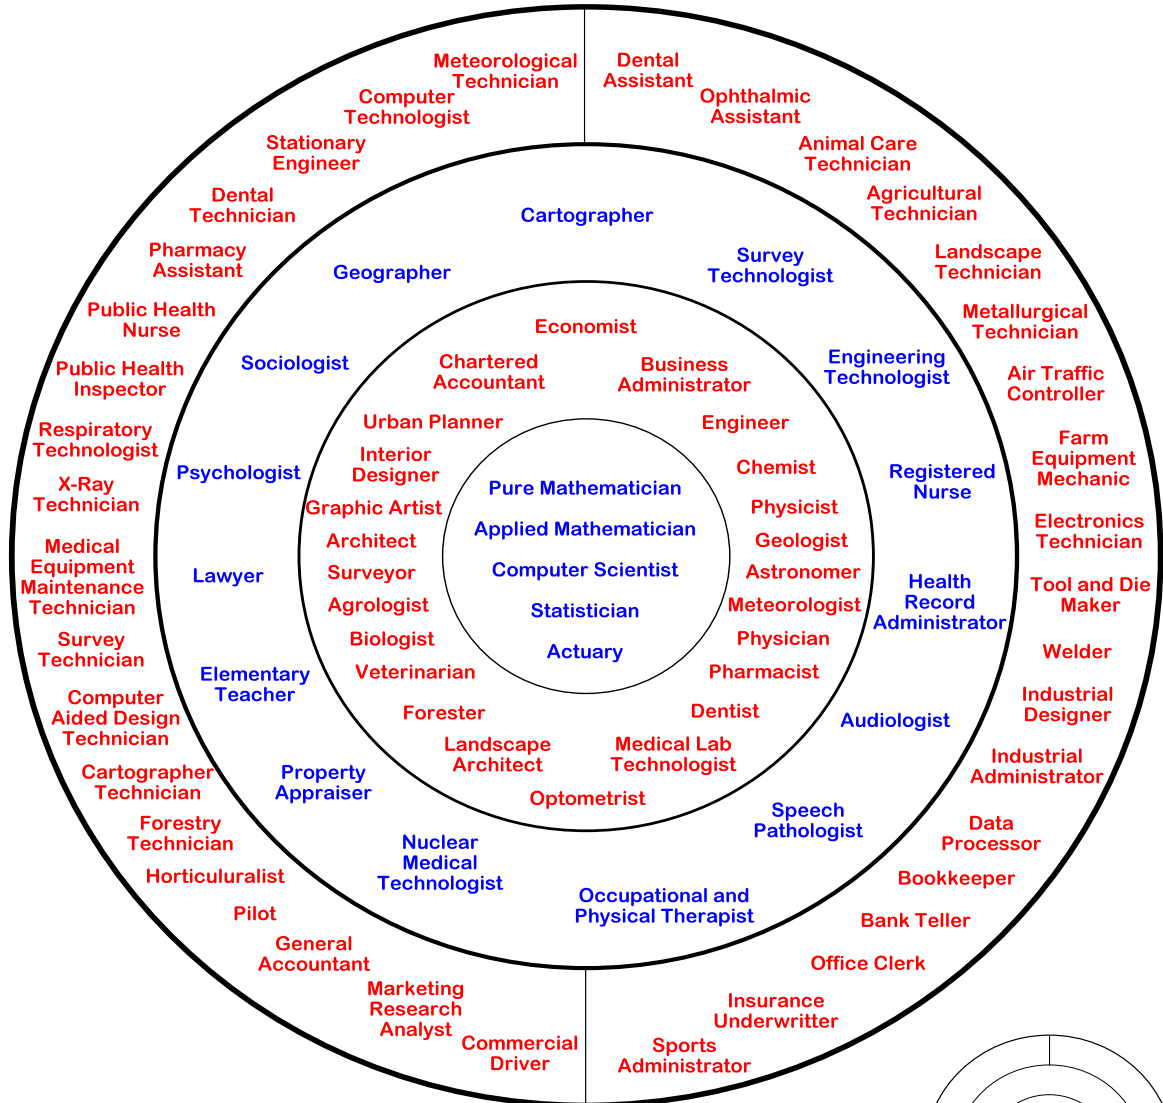 Meteorological
Technician
Computer
Technologist
Stationary
Engineer
Dental
Technician
Pharmacy
Assistant
Public Health
Nurse
Public Health
Inspector
Respiratory
Technologist
X-Ray
Technician
Medical
Equipment
Maintenance
Technician
Survey
Technician
Computer
Aided Design
Technician
Cartographer
Technician
Forestry
Technician
Horticuluralist
Pilot
General
Accountant
Marketing
Research
Analyst
Commercial
Driver
Dental
Assistant
Ophthalmic
Assistant
Animal Care
Technician
Agricultural
Technician
Landscape
Technician
Metallurgical
Technician
Air Traffic
Controller
Farm
Equipment
Mechanic
Electronics
Technician
Tool and Die
Maker
Welder
Industrial
Designer
Industrial
Administrator
Data
Processor
Bookkeeper
Bank Teller
Office Clerk
Insurance
Underwritter
Sports
Administrator
Cartographer
Geographer
Sociologist
Psychologist
Lawyer
Elementary
Teacher
Property
Appraiser
Nuclear
Medical
Technologist
Survey
Technologist
Engineering
Technologist
Registered
Nurse
Health
Record
Administrator
Audiologist
Speech
Pathologist
Occupational and
Physical Therapist
Economist
Chartered
Accountant
Urban Planner
Interior
Designer
Graphic Artist
Architect
Surveyor
Agrologist
Biologist
Veterinarian
Forester
Landscape
Architect
Business
Administrator
Engineer
Chemist
Physicist
Geologist
Astronomer
Meteorologist
Physician
Pharmacist
Dentist
Medical Lab
Technologist
Optometrist
Pure Mathematician
Applied Mathematician
Computer Scientist
Statistician
Actuary